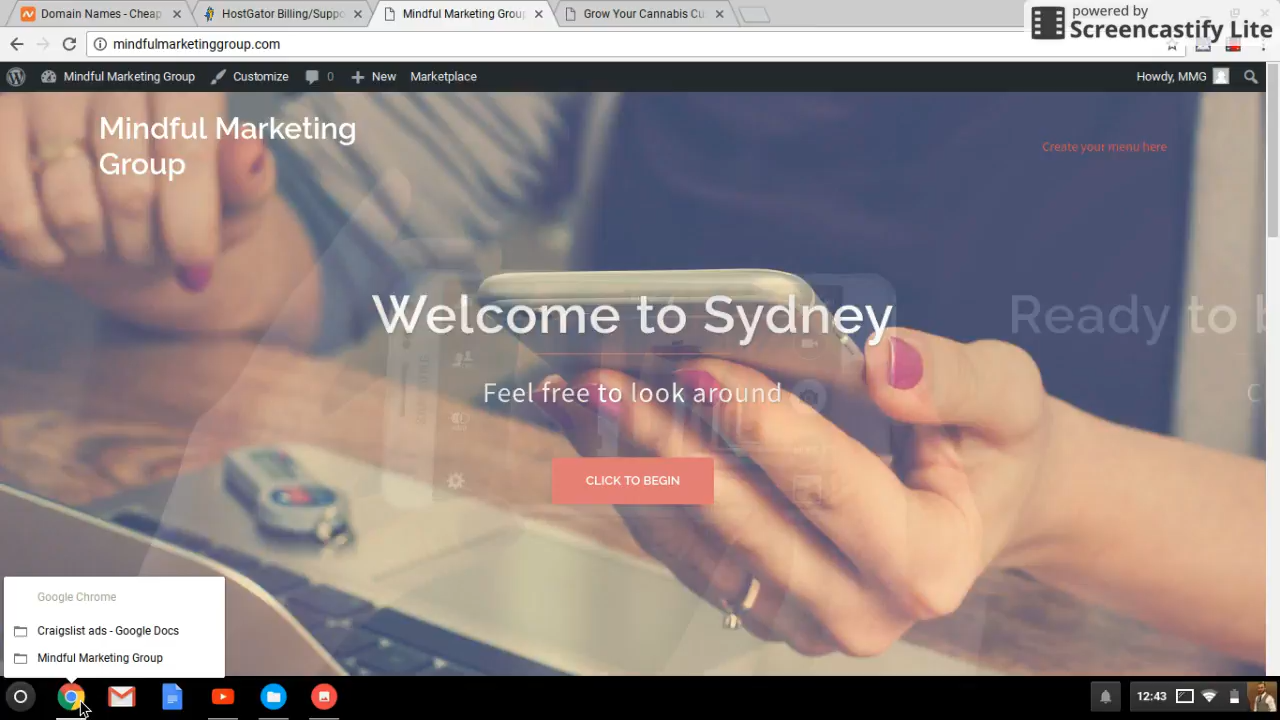 Domain Names - Cheap
HostGator Billing/Suppo
Mindful Marketing Grou
Grow Your Cannabis Cu
powered by
Screencastify Lite
mindfulmarketinggroup.com
Mindful Marketing Group
Customize
0
New
Marketplace
Howdy, MMG
Mindful Marketing
Group
Create your menu here
Welcome to Sydney
Ready to b
Feel free to look around
C
CLICK TO BEGIN
Google Chrome
Craigslist ads - Google Docs
Mindful Marketing Group
12:43